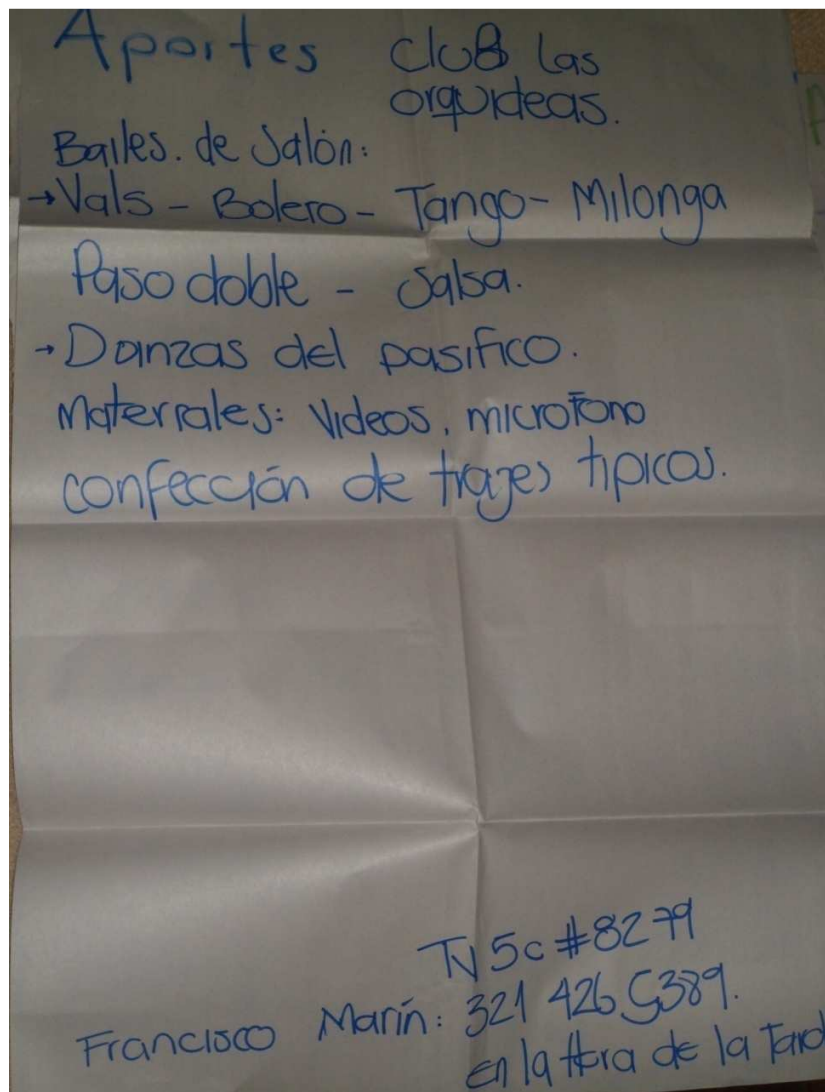 Aportes Club Las
orquideas.
Bailes. de Salón:
→Vals - Bolero - Tango - Milonga
Paso doble - Salsa.
→Danzas del pasifico.
Materiales: Videos, microfono
confección de trajes tipicos.
TV 5c #82 79
Francisco Marín: 321 426 5389.
en la Hora de la Tard